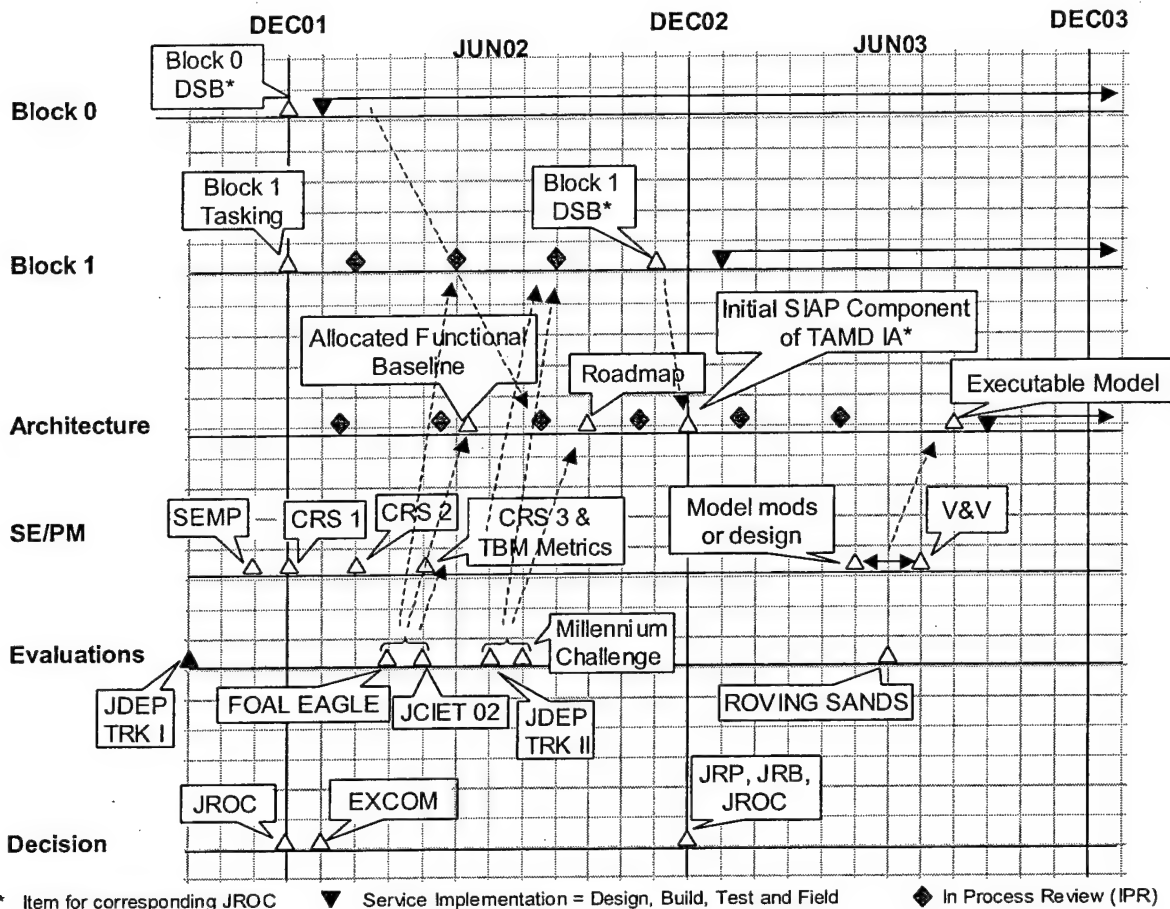 DEC01
DEC02
DEC03
JUN02
JUN03
Block 0
DSB*
Block 0
Block 1
Tasking
Block 1
DSB*
Block 1
Initial SIAP Component
of TAMD IA*
Allocated Functional
Baseline
Roadmap
Executable Model
Architecture
SEMP
CRS 1
CRS 2
CRS 3 &
TBM Metrics
Model mods
or design
V&V
SE/PM
Evaluations
Millennium
Challenge
JDEP
TRK I
FOAL EAGLE
JCIET 02
JDEP
TRK II
ROVING SANDS
JROC
EXCOM
JRP, JRB,
JROC
Decision
* Item for corresponding JROC
Service Implementation = Design, Build, Test and Field
In Process Review (IPR)